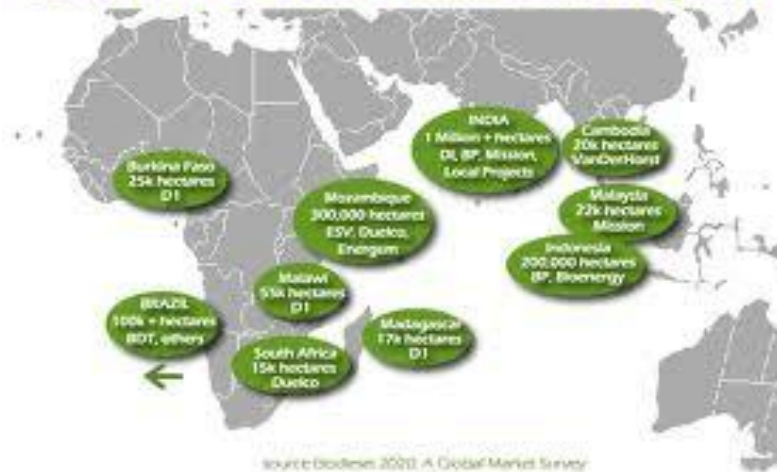 INDIA
1 Million + hectares
DI, BP, Mission,
Local Projects
Cambodia
20k hectares
VanDerHorst
Burkina Faso
25k hectares
D1
Mozambique
300,000 hectares
ESV, Duelco,
Energem
Malaysia
22k hectares
Mission
Indonesia
200,000 hectares
BP, Bioenergy
Malawi
55k hectares
D1
BRAZIL
100k + hectares
BDT, others
Madagascar
17k hectares
D1
South Africa
15k hectares
Duelco
source Biodiesel 2020: A Global Market Survey